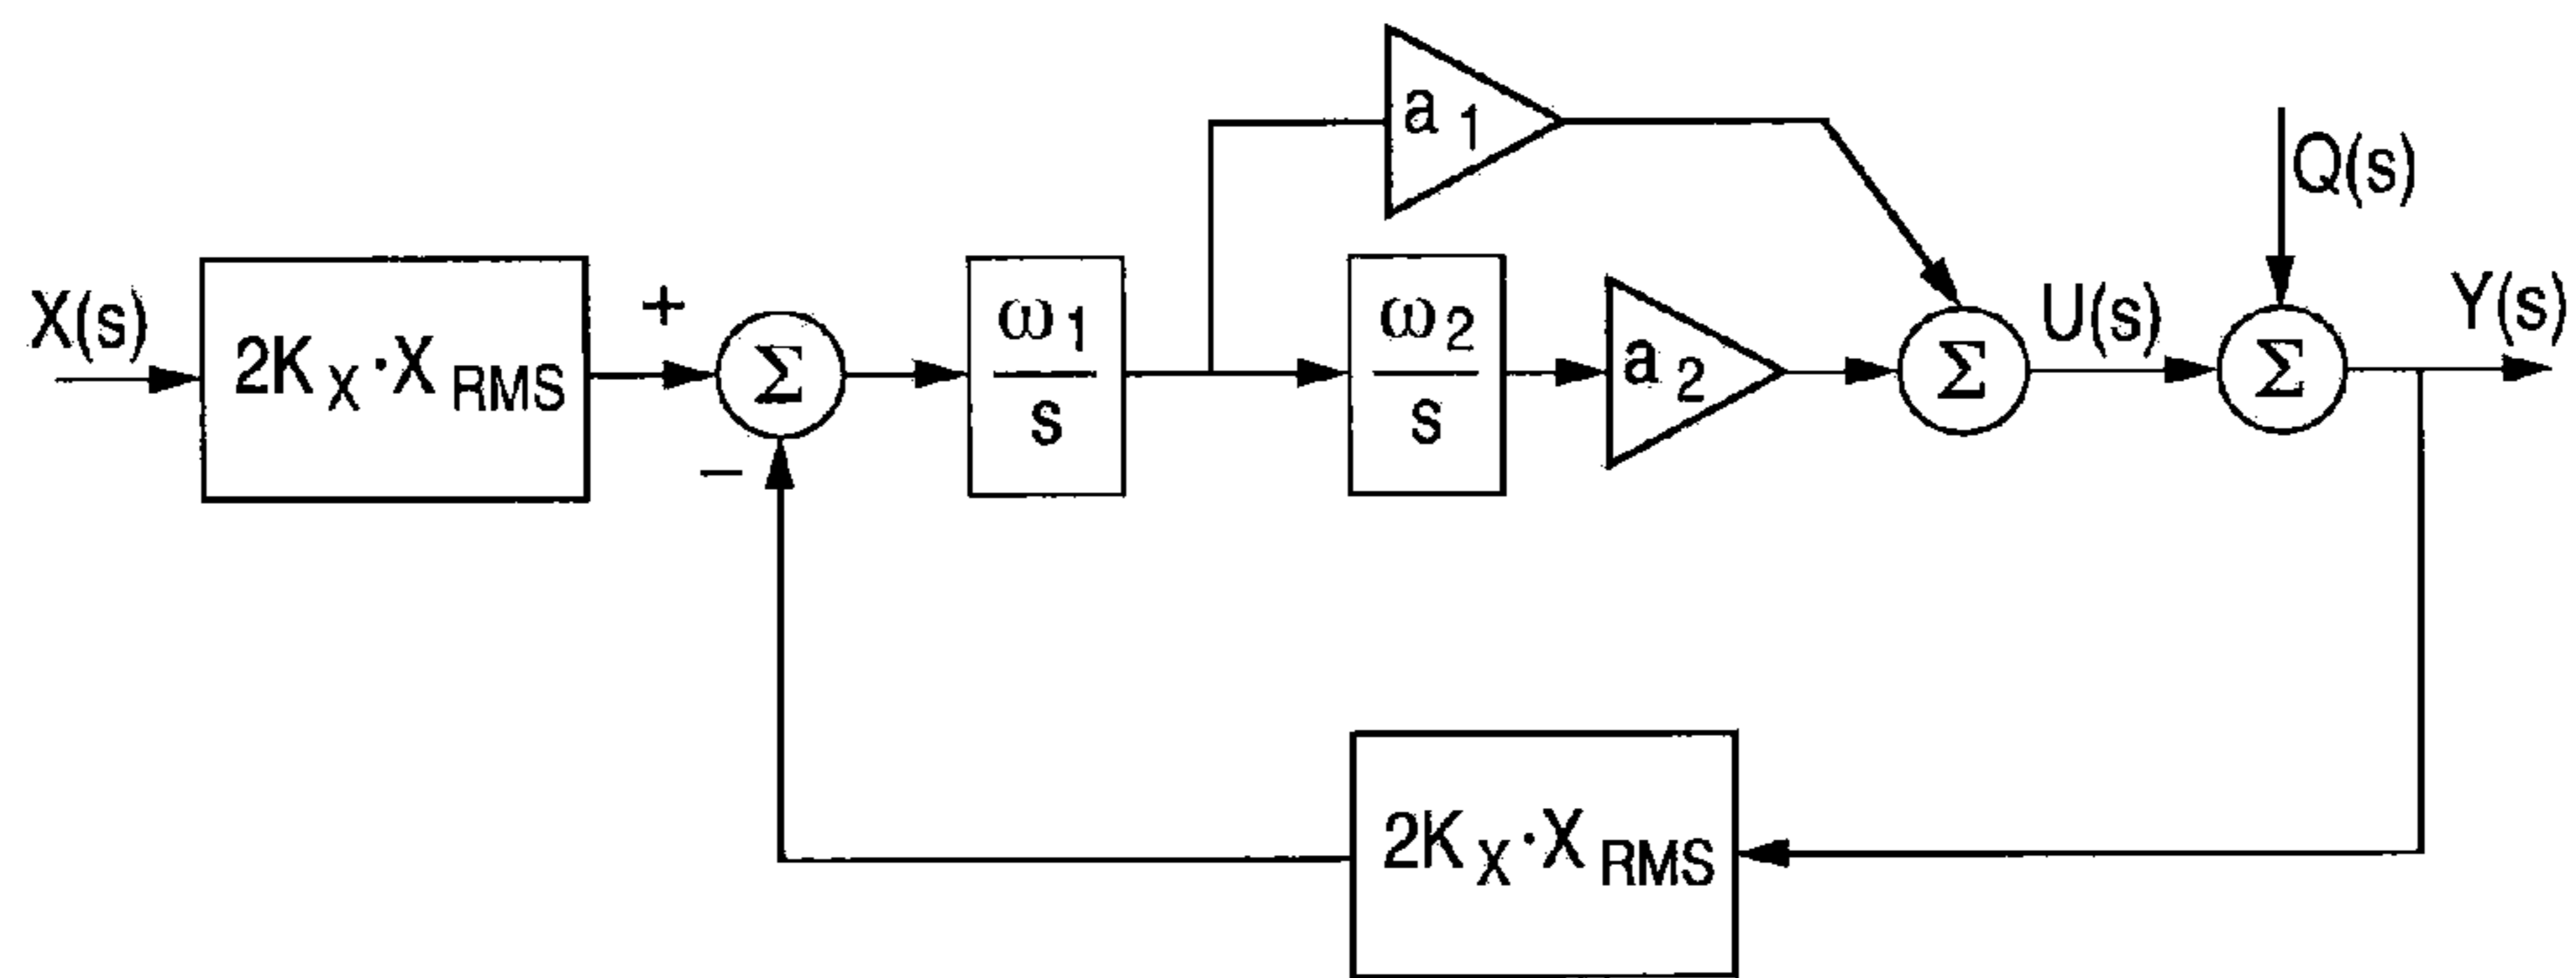 a 1
Q(s)
X(s)
2K X · X RMS
+
Σ
ω 1
s
ω 2
s
a 2
Σ
U(s)
Σ
Y(s)
−
2K X · X RMS